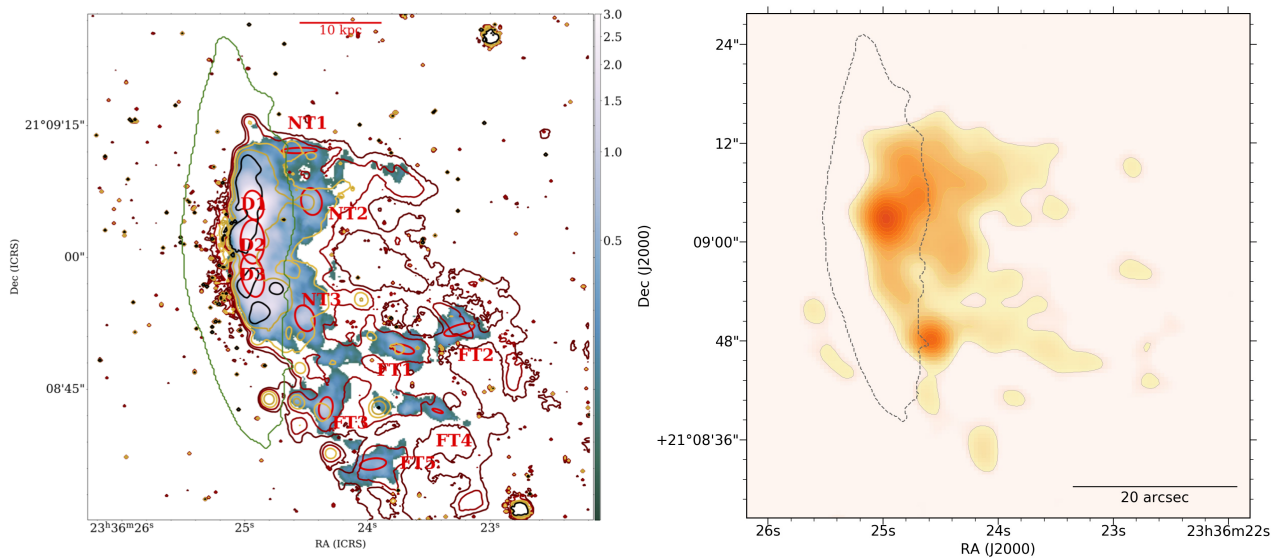 10 kpc
3.0
2.5
2.0
1.5
1.0
0.5
NT1
NT2
NT3
D1
D2
D3
FT1
FT2
FT3
FT4
FT5
21°09'15"
00"
08'45"
Dec (ICRS)
23ʰ36ᵐ26ˢ
25ˢ
24ˢ
23ˢ
RA (ICRS)
24"
12"
09'00"
48"
+21°08'36"
Dec (J2000)
20 arcsec
26s
25s
24s
23s
23h36m22s
RA (J2000)